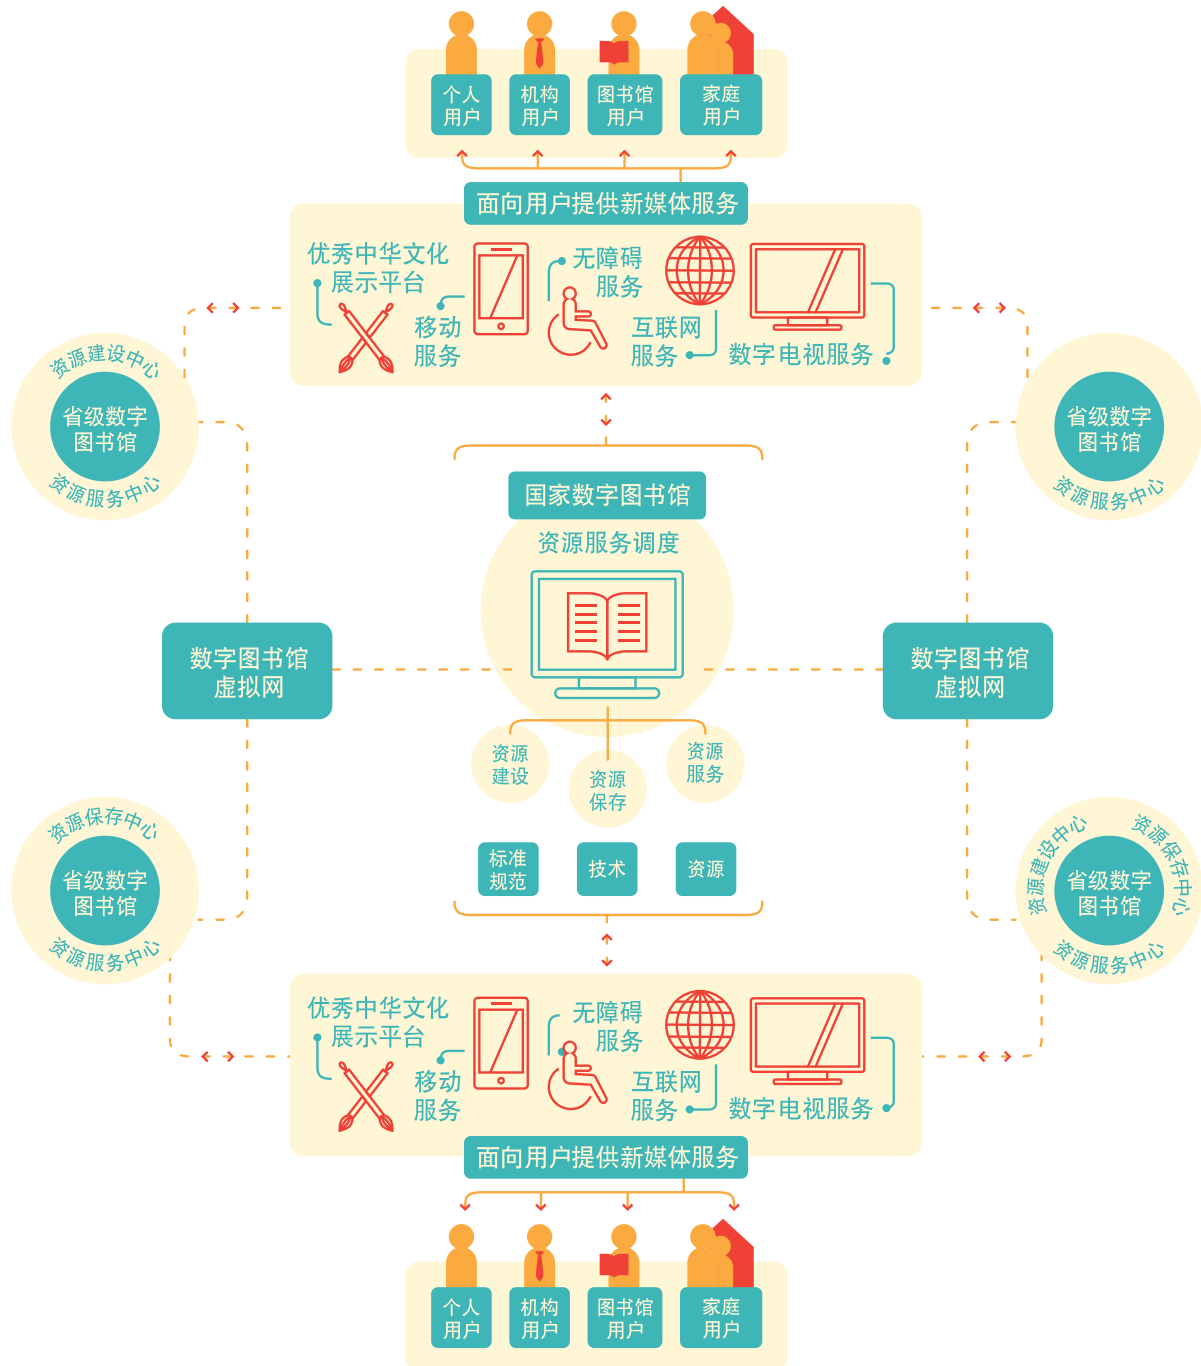 个人
用户
机构
用户
图书馆
用户
家庭
用户
面向用户提供新媒体服务
优秀中华文化
展示平台
移动
服务
无障碍
服务
互联网
服务
数字电视服务
资源建设中心
省级数字
图书馆
资源服务中心
省级数字
图书馆
资源服务中心
国家数字图书馆
资源服务调度
数字图书馆
虚拟网
数字图书馆
虚拟网
资源
建设
资源
保存
资源
服务
标准
规范
技术
资源
资源保存中心
省级数字
图书馆
资源服务中心
资源建设中心
资源保存中心
省级数字
图书馆
资源服务中心
优秀中华文化
展示平台
移动
服务
无障碍
服务
互联网
服务
数字电视服务
面向用户提供新媒体服务
个人
用户
机构
用户
图书馆
用户
家庭
用户